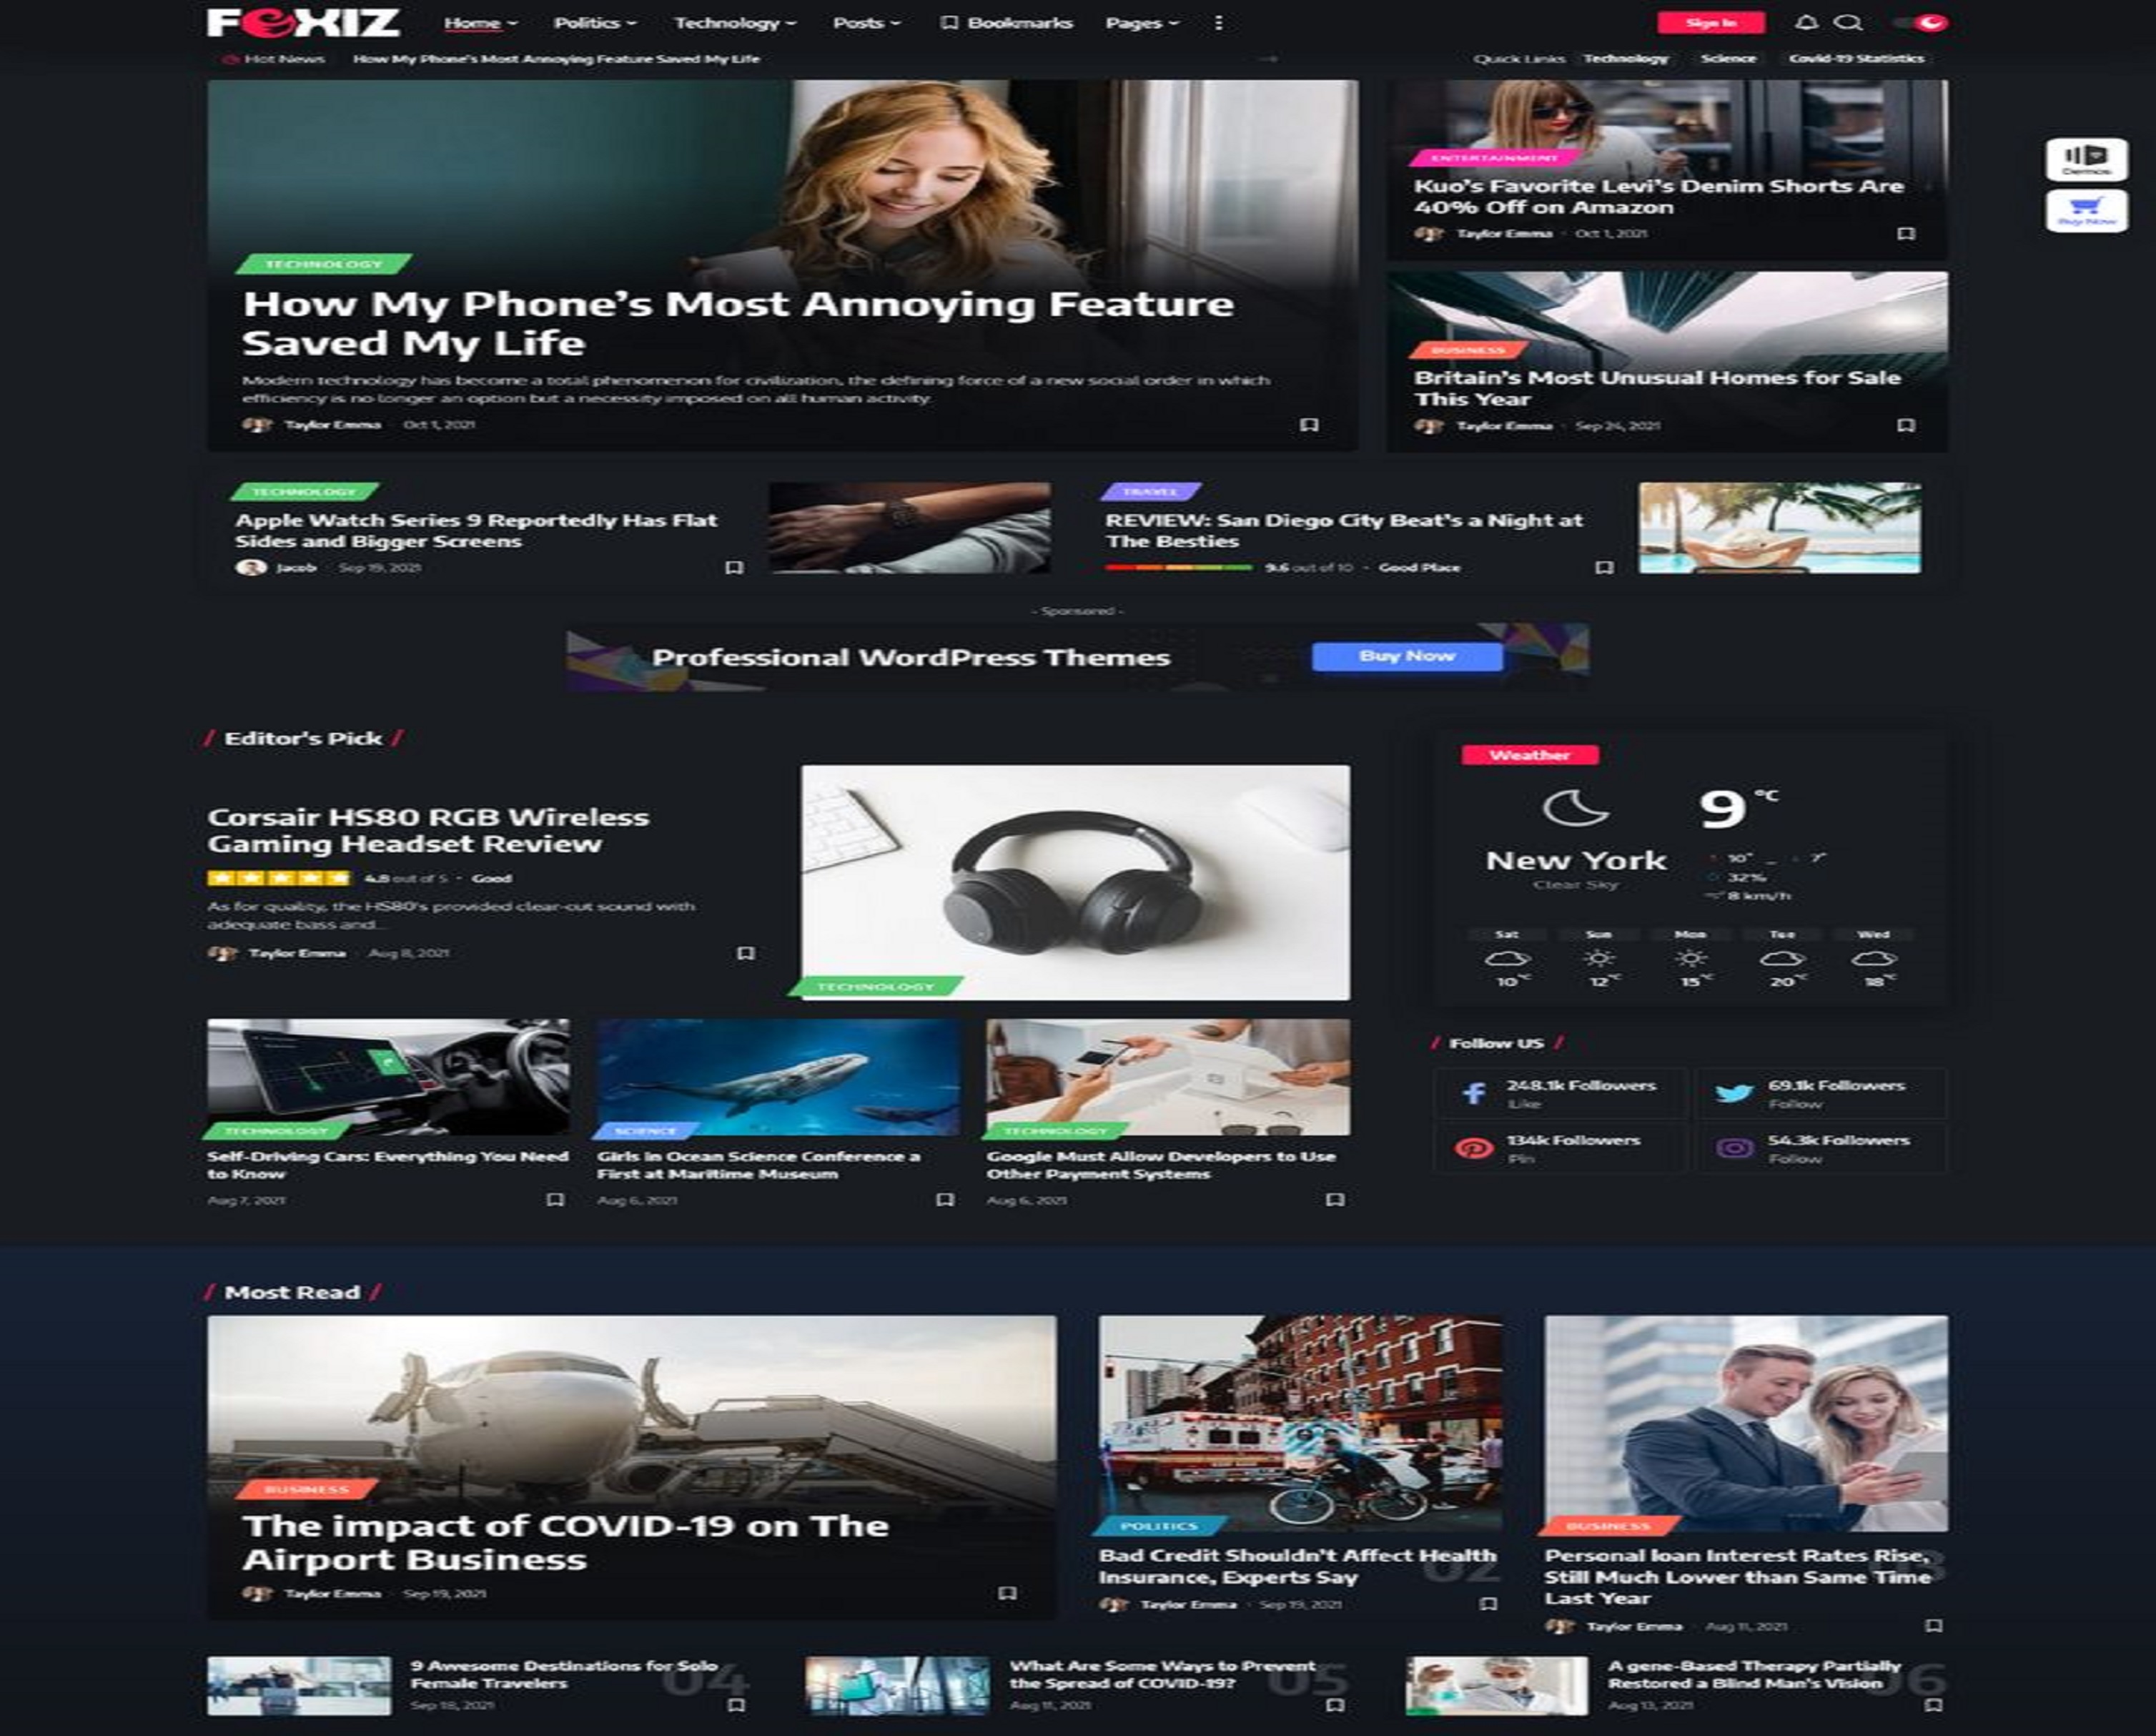 FOXIZ
Home
Politics
Technology
Posts
Bookmarks
Pages
Sign In
Hot News
How My Phone's Most Annoying Feature Saved My Life
Quick Links
Technology
Science
Covid-19 Statistics
Demos
Buy Now
TECHNOLOGY
How My Phone's Most Annoying Feature
Saved My Life
Modern technology has become a total phenomenon for civilization, the defining force of a new social order in which
efficiency is no longer an option but a necessity imposed on all human activity.
Taylor Emma
Oct 1, 2021
ENTERTAINMENT
Kuo's Favorite Levi's Denim Shorts Are
40% Off on Amazon
Taylor Emma
Oct 1, 2021
BUSINESS
Britain's Most Unusual Homes for Sale
This Year
Taylor Emma
Sep 24, 2021
TECHNOLOGY
Apple Watch Series 9 Reportedly Has Flat
Sides and Bigger Screens
Jacob
Sep 19, 2021
TRAVEL
REVIEW: San Diego City Beat's a Night at
The Besties
9.6 out of 10 • Good Place
- Sponsored -
Professional WordPress Themes
Buy Now
/ Editor's Pick /
Corsair HS80 RGB Wireless
Gaming Headset Review
4.8 out of 5 • Good
As for quality, the HS80's provided clear-cut sound with
adequate bass and...
Taylor Emma
Aug 8, 2021
TECHNOLOGY
TECHNOLOGY
Self-Driving Cars: Everything You Need
to Know
Aug 7, 2021
SCIENCE
Girls in Ocean Science Conference a
First at Maritime Museum
Aug 6, 2021
TECHNOLOGY
Google Must Allow Developers to Use
Other Payment Systems
Aug 6, 2021
Weather
9 °C
New York
Clear Sky
10° _ 7°
32%
8 km/h
Sat
Sun
Mon
Tue
Wed
10 °C
12 °C
15 °C
20 °C
18 °C
/ Follow US /
248.1k Followers
Like
69.1k Followers
Follow
134k Followers
Pin
54.3k Followers
Follow
/ Most Read /
BUSINESS
The impact of COVID-19 on The
Airport Business
Taylor Emma
Sep 19, 2021
POLITICS
Bad Credit Shouldn't Affect Health
Insurance, Experts Say
02
Taylor Emma
Sep 19, 2021
BUSINESS
Personal loan Interest Rates Rise,
Still Much Lower than Same Time
Last Year
03
Taylor Emma
Aug 11, 2021
9 Awesome Destinations for Solo
Female Travelers
04
Sep 18, 2021
What Are Some Ways to Prevent
the Spread of COVID-19?
05
Aug 11, 2021
A gene-Based Therapy Partially
Restored a Blind Man's Vision
06
Aug 13, 2021